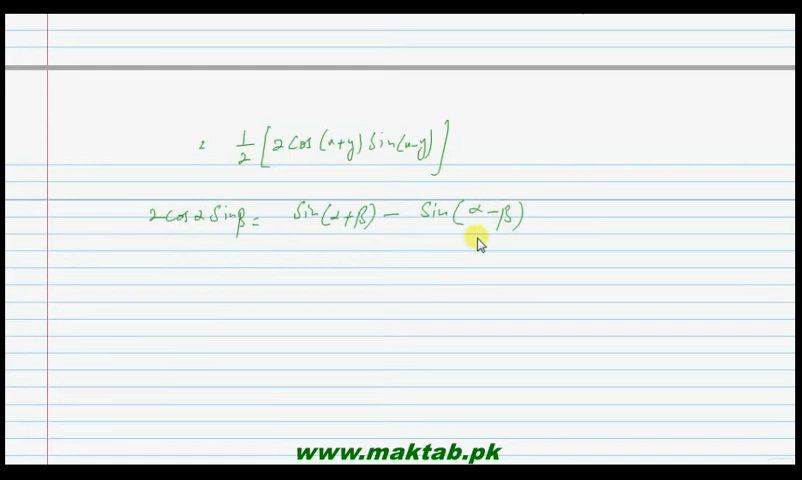 = 1/2 [2 Cos (x+y) Sin(x-y)]
2 Cos α Sin β = Sin(α+β) - Sin(α-β)
www.maktab.pk